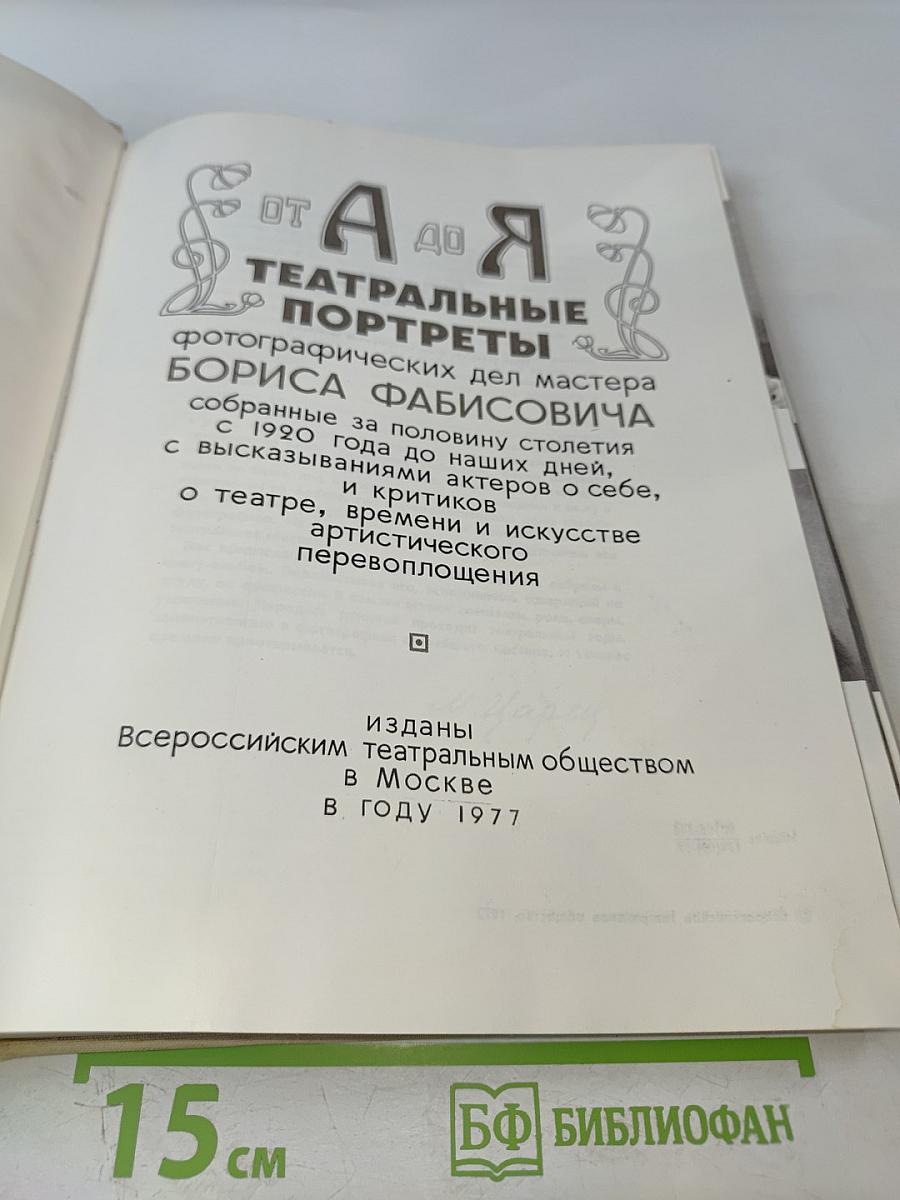 ОТ А ДО Я
ТЕАТРАЛЬНЫЕ
ПОРТРЕТЫ
фотографических дел мастера
БОРИСА ФАБИСОВИЧА
собранные за половину столетия
с 1920 года до наших дней,
с высказываниями актеров о себе,
и критиков
о театре, времени и искусстве
артистического
перевоплощения
изданы
Всероссийским театральным обществом
в Москве
в году 1977
15 см
БФ БИБЛИОФАН